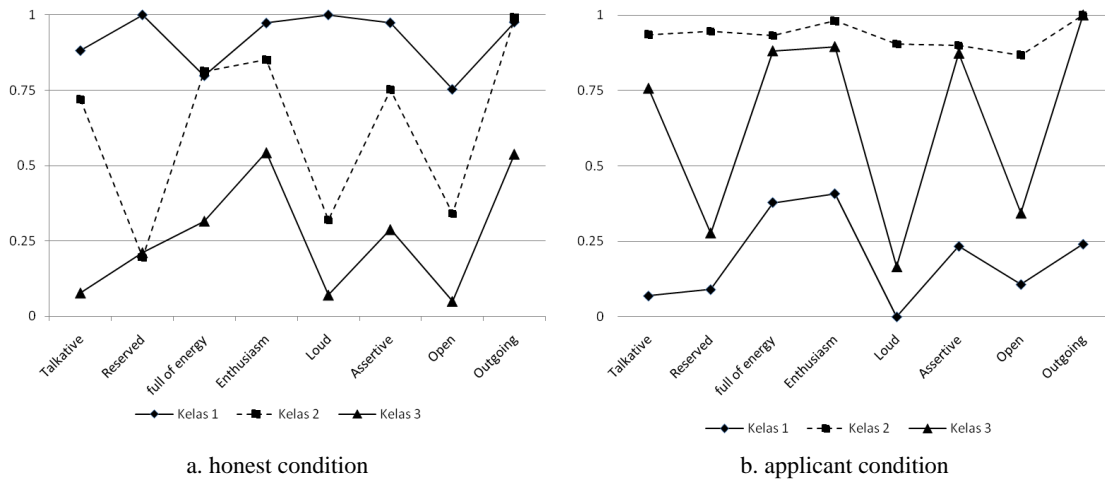 1
0.75
0.5
0.25
0
Talkative
Reserved
full of energy
Enthusiasm
Loud
Assertive
Open
Outgoing
Kelas 1
Kelas 2
Kelas 3
a. honest condition
1
0.75
0.5
0.25
0
Talkative
Reserved
full of energy
Enthusiasm
Loud
Assertive
Open
Outgoing
Kelas 1
Kelas 2
Kelas 3
b. applicant condition